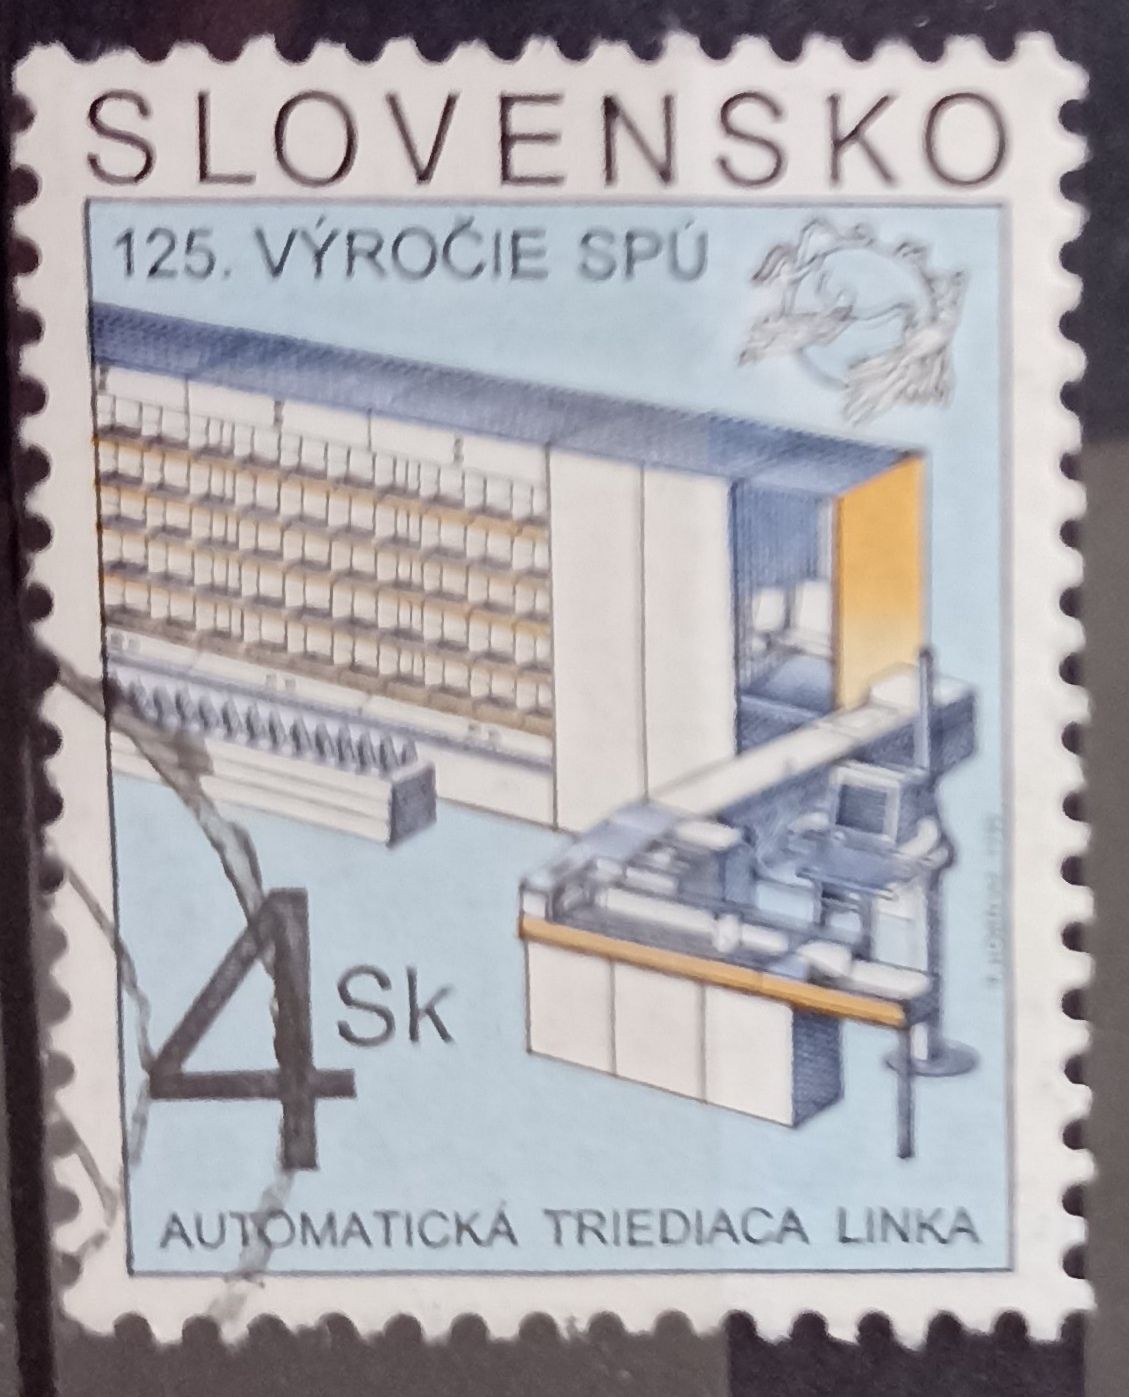 SLOVENSKO
125. VÝROČIE SPÚ
4 Sk
AUTOMATICKÁ TRIEDIACA LINKA